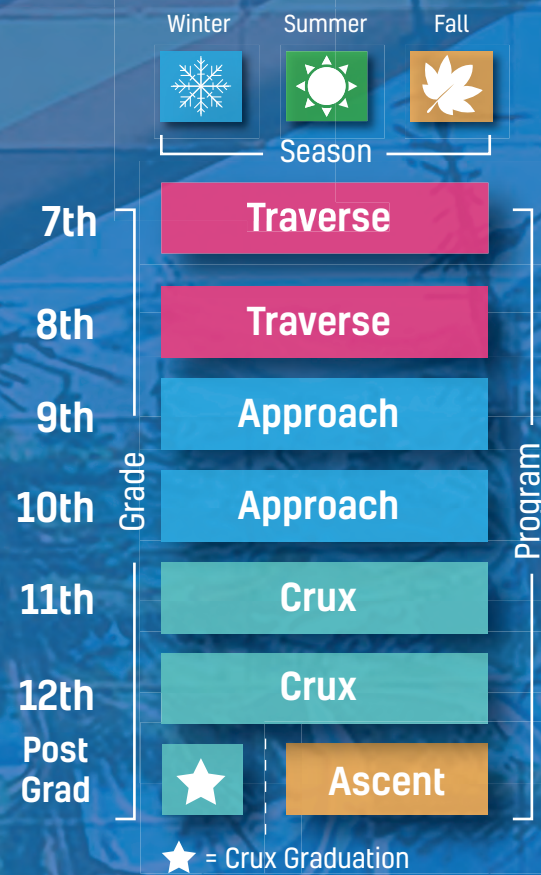 Winter Summer Fall
Season
7th Traverse
8th Traverse
9th Approach
10th Approach
Grade
Program
11th Crux
12th Crux
Post
Grad
Ascent
= Crux Graduation